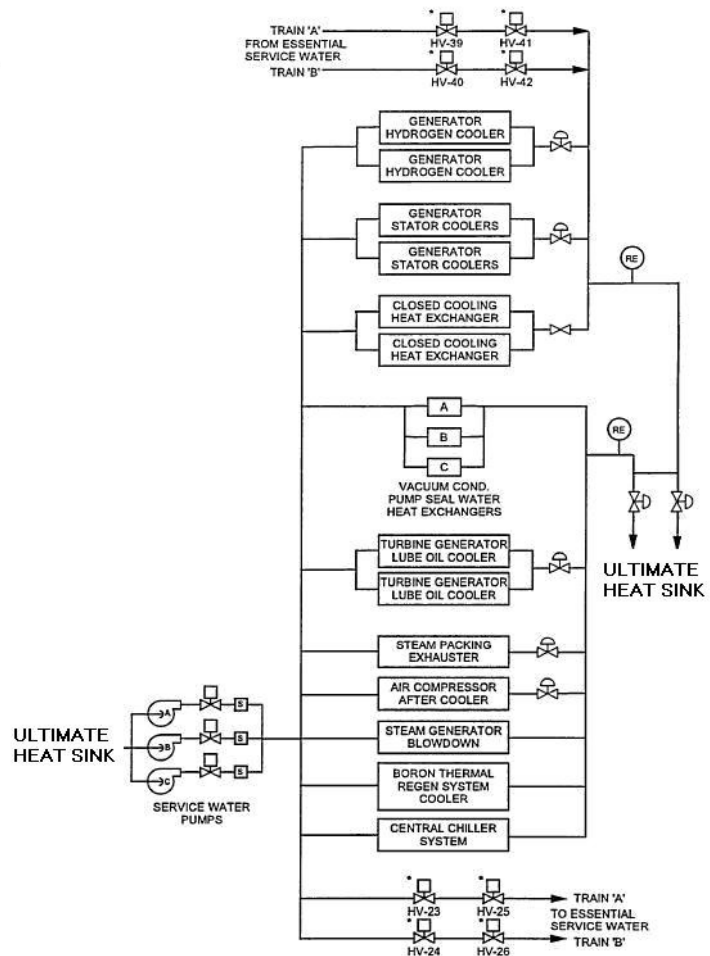 TRAIN 'A'
FROM ESSENTIAL
SERVICE WATER
TRAIN 'B'
*
HV-39
*
HV-41
*
HV-40
*
HV-42
GENERATOR
HYDROGEN COOLER
GENERATOR
HYDROGEN COOLER
GENERATOR
STATOR COOLERS
GENERATOR
STATOR COOLERS
RE
CLOSED COOLING
HEAT EXCHANGER
CLOSED COOLING
HEAT EXCHANGER
A
B
C
RE
VACUUM COND.
PUMP SEAL WATER
HEAT EXCHANGERS
TURBINE GENERATOR
LUBE OIL COOLER
TURBINE GENERATOR
LUBE OIL COOLER
ULTIMATE
HEAT SINK
STEAM PACKING
EXHAUSTER
AIR COMPRESSOR
AFTER COOLER
STEAM GENERATOR
BLOWDOWN
BORON THERMAL
REGEN SYSTEM
COOLER
CENTRAL CHILLER
SYSTEM
ULTIMATE
HEAT SINK
A
S
B
S
C
S
SERVICE WATER
PUMPS
*
HV-23
*
HV-25
*
HV-24
*
HV-26
TRAIN 'A'
TO ESSENTIAL
SERVICE WATER
TRAIN 'B'